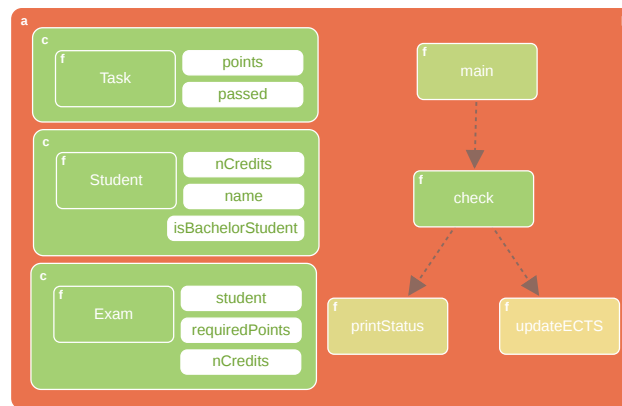 a
c
f
Task
points
passed
c
f
Student
nCredits
name
isBachelorStudent
c
f
Exam
student
requiredPoints
nCredits
f
main
f
check
f
printStatus
f
updateECTS